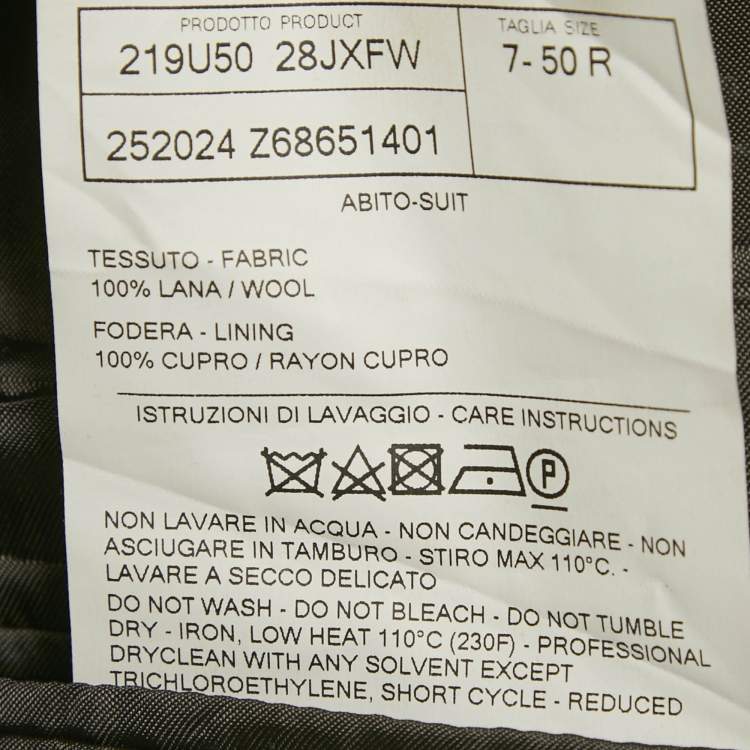 PRODOTTO PRODUCT
TAGLIA SIZE
219U50 28JXFW
7- 50 R
252024 Z68651401
ABITO-SUIT
TESSUTO - FABRIC
100% LANA / WOOL
FODERA - LINING
100% CUPRO / RAYON CUPRO
ISTRUZIONI DI LAVAGGIO - CARE INSTRUCTIONS
P
NON LAVARE IN ACQUA - NON CANDEGGIARE - NON
ASCIUGARE IN TAMBURO - STIRO MAX 110°C. -
LAVARE A SECCO DELICATO
DO NOT WASH - DO NOT BLEACH - DO NOT TUMBLE
DRY - IRON, LOW HEAT 110°C (230F) - PROFESSIONAL
DRYCLEAN WITH ANY SOLVENT EXCEPT
TRICHLOROETHYLENE, SHORT CYCLE - REDUCED